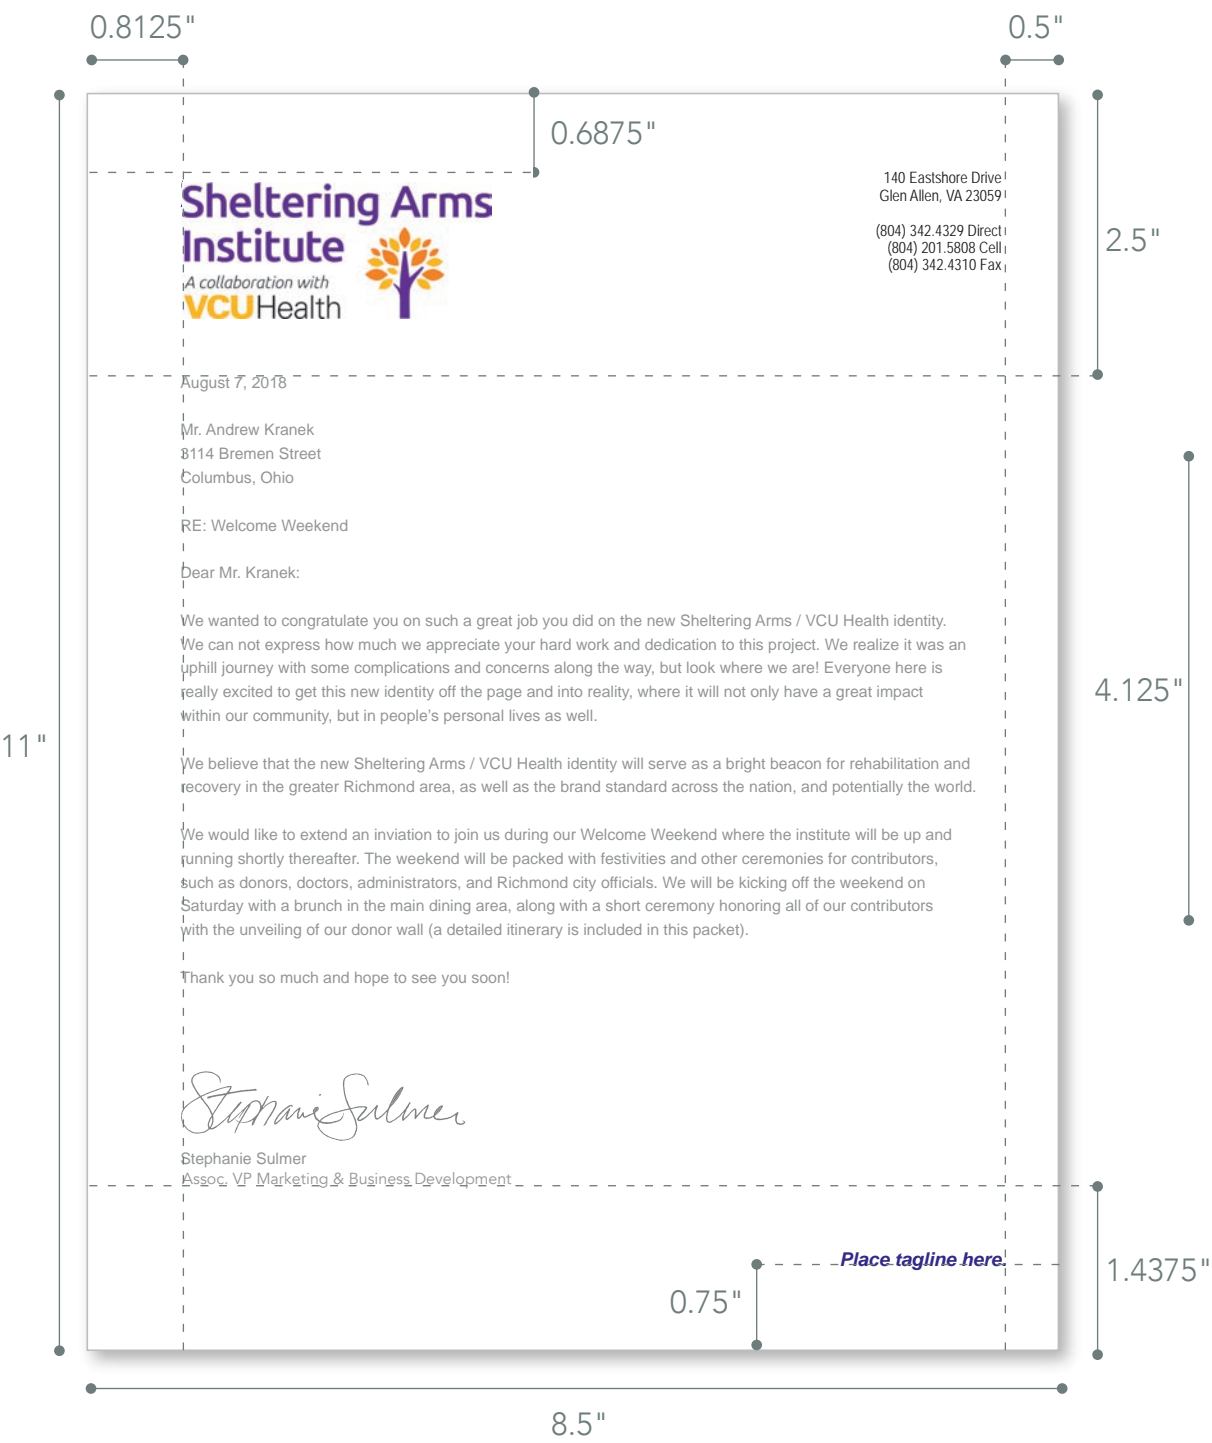 0.8125"
0.5"
0.6875"
Sheltering Arms
Institute
A collaboration with
VCUHealth
140 Eastshore Drive
Glen Allen, VA 23059
(804) 342.4329 Direct
(804) 201.5808 Cell
(804) 342.4310 Fax
2.5"
August 7, 2018
Mr. Andrew Kranek
3114 Bremen Street
Columbus, Ohio
RE: Welcome Weekend
Dear Mr. Kranek:
We wanted to congratulate you on such a great job you did on the new Sheltering Arms / VCU Health identity.
We can not express how much we appreciate your hard work and dedication to this project. We realize it was an
uphill journey with some complications and concerns along the way, but look where we are! Everyone here is
really excited to get this new identity off the page and into reality, where it will not only have a great impact
within our community, but in people's personal lives as well.
4.125"
11"
We believe that the new Sheltering Arms / VCU Health identity will serve as a bright beacon for rehabilitation and
recovery in the greater Richmond area, as well as the brand standard across the nation, and potentially the world.
We would like to extend an inviation to join us during our Welcome Weekend where the institute will be up and
running shortly thereafter. The weekend will be packed with festivities and other ceremonies for contributors,
such as donors, doctors, administrators, and Richmond city officials. We will be kicking off the weekend on
Saturday with a brunch in the main dining area, along with a short ceremony honoring all of our contributors
with the unveiling of our donor wall (a detailed itinerary is included in this packet).
Thank you so much and hope to see you soon!
Stephanie Sulmer
Stephanie Sulmer
Assoc. VP Marketing & Business Development
Place tagline here.
1.4375"
0.75"
8.5"